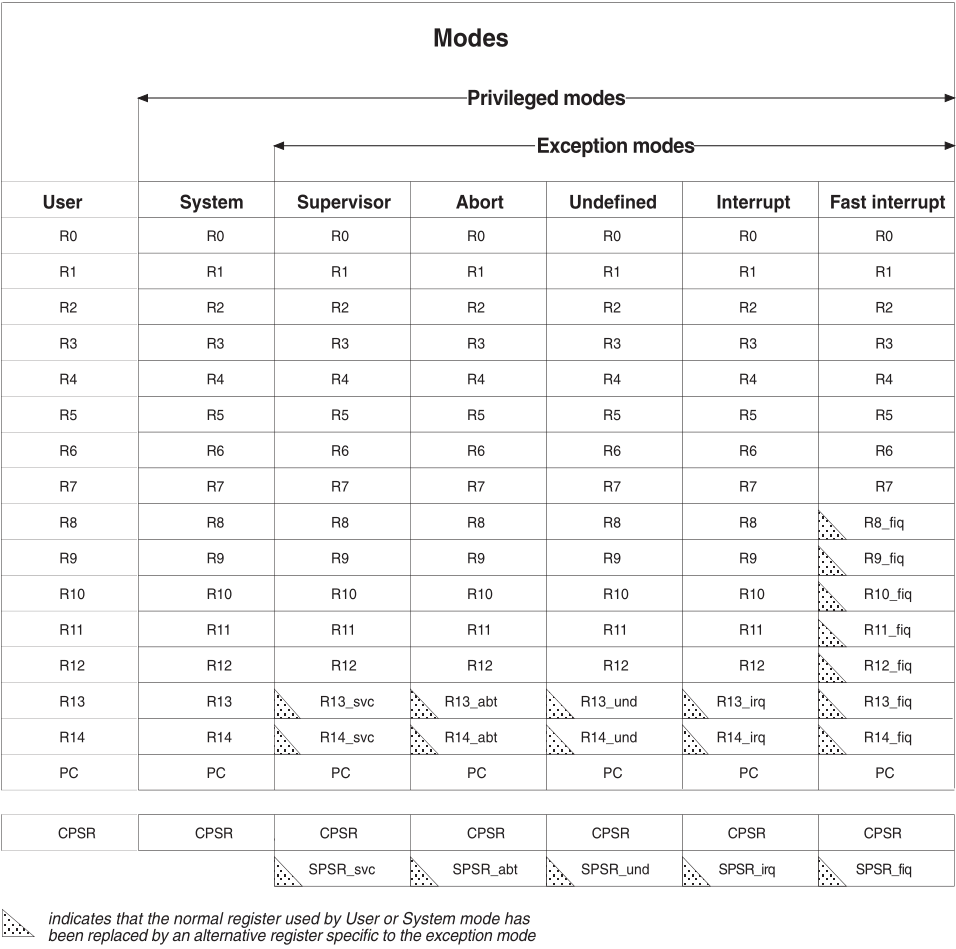 Modes
Privileged modes
Exception modes
User System Supervisor Abort Undefined Interrupt Fast interrupt
R0 R0 R0 R0 R0 R0 R0
R1 R1 R1 R1 R1 R1 R1
R2 R2 R2 R2 R2 R2 R2
R3 R3 R3 R3 R3 R3 R3
R4 R4 R4 R4 R4 R4 R4
R5 R5 R5 R5 R5 R5 R5
R6 R6 R6 R6 R6 R6 R6
R7 R7 R7 R7 R7 R7 R7
R8 R8 R8 R8 R8 R8 R8_fiq
R9 R9 R9 R9 R9 R9 R9_fiq
R10 R10 R10 R10 R10 R10 R10_fiq
R11 R11 R11 R11 R11 R11 R11_fiq
R12 R12 R12 R12 R12 R12 R12_fiq
R13 R13 R13_svc R13_abt R13_und R13_irq R13_fiq
R14 R14 R14_svc R14_abt R14_und R14_irq R14_fiq
PC PC PC PC PC PC PC
CPSR CPSR CPSR CPSR CPSR CPSR CPSR
SPSR_svc SPSR_abt SPSR_und SPSR_irq SPSR_fiq
indicates that the normal register used by User or System mode has
been replaced by an alternative register specific to the exception mode